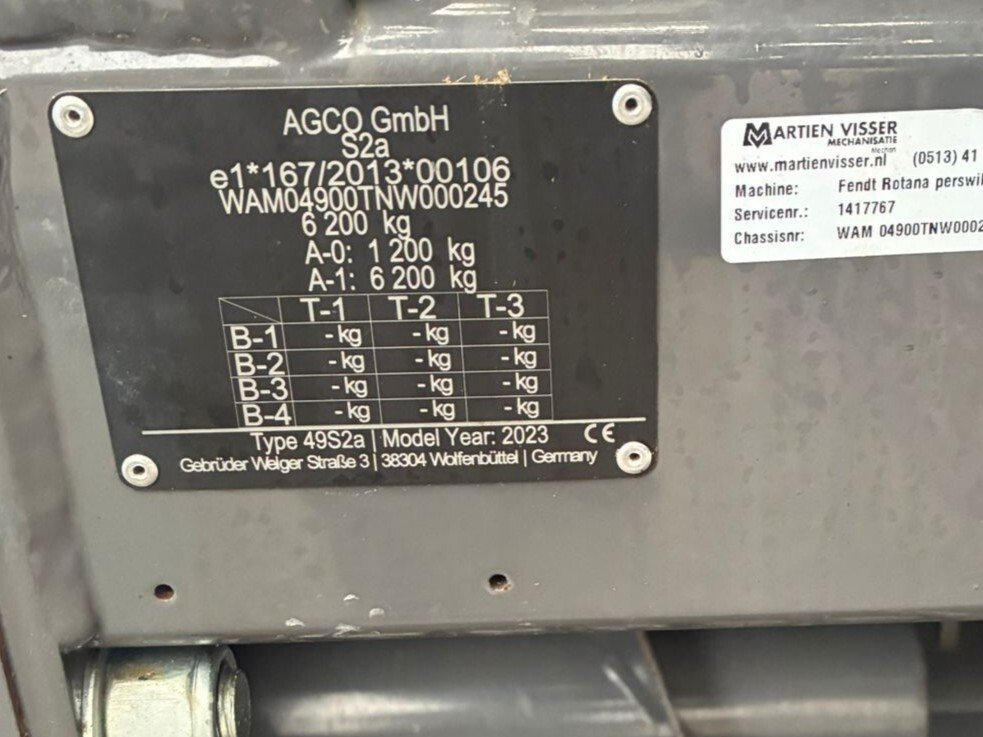 AGCO GmbH
S2a
e1*167/2013*00106
WAM04900TNW000245
6 200 kg
A-0: 1 200 kg
A-1: 6 200 kg
T-1 T-2 T-3
B-1 - kg - kg - kg
B-2 - kg - kg - kg
B-3 - kg - kg - kg
B-4 - kg - kg - kg
Type 49S2a | Model Year: 2023 CE
Gebrüder Welger Straße 3 | 38304 Wolfenbüttel | Germany
MARTIEN VISSER
MECHANISATIE
www.martienvisser.nl (0513) 41
Machine: Fendt Rotana perswik
Servicenr.: 1417767
Chassisnr: WAM 04900TNW0002